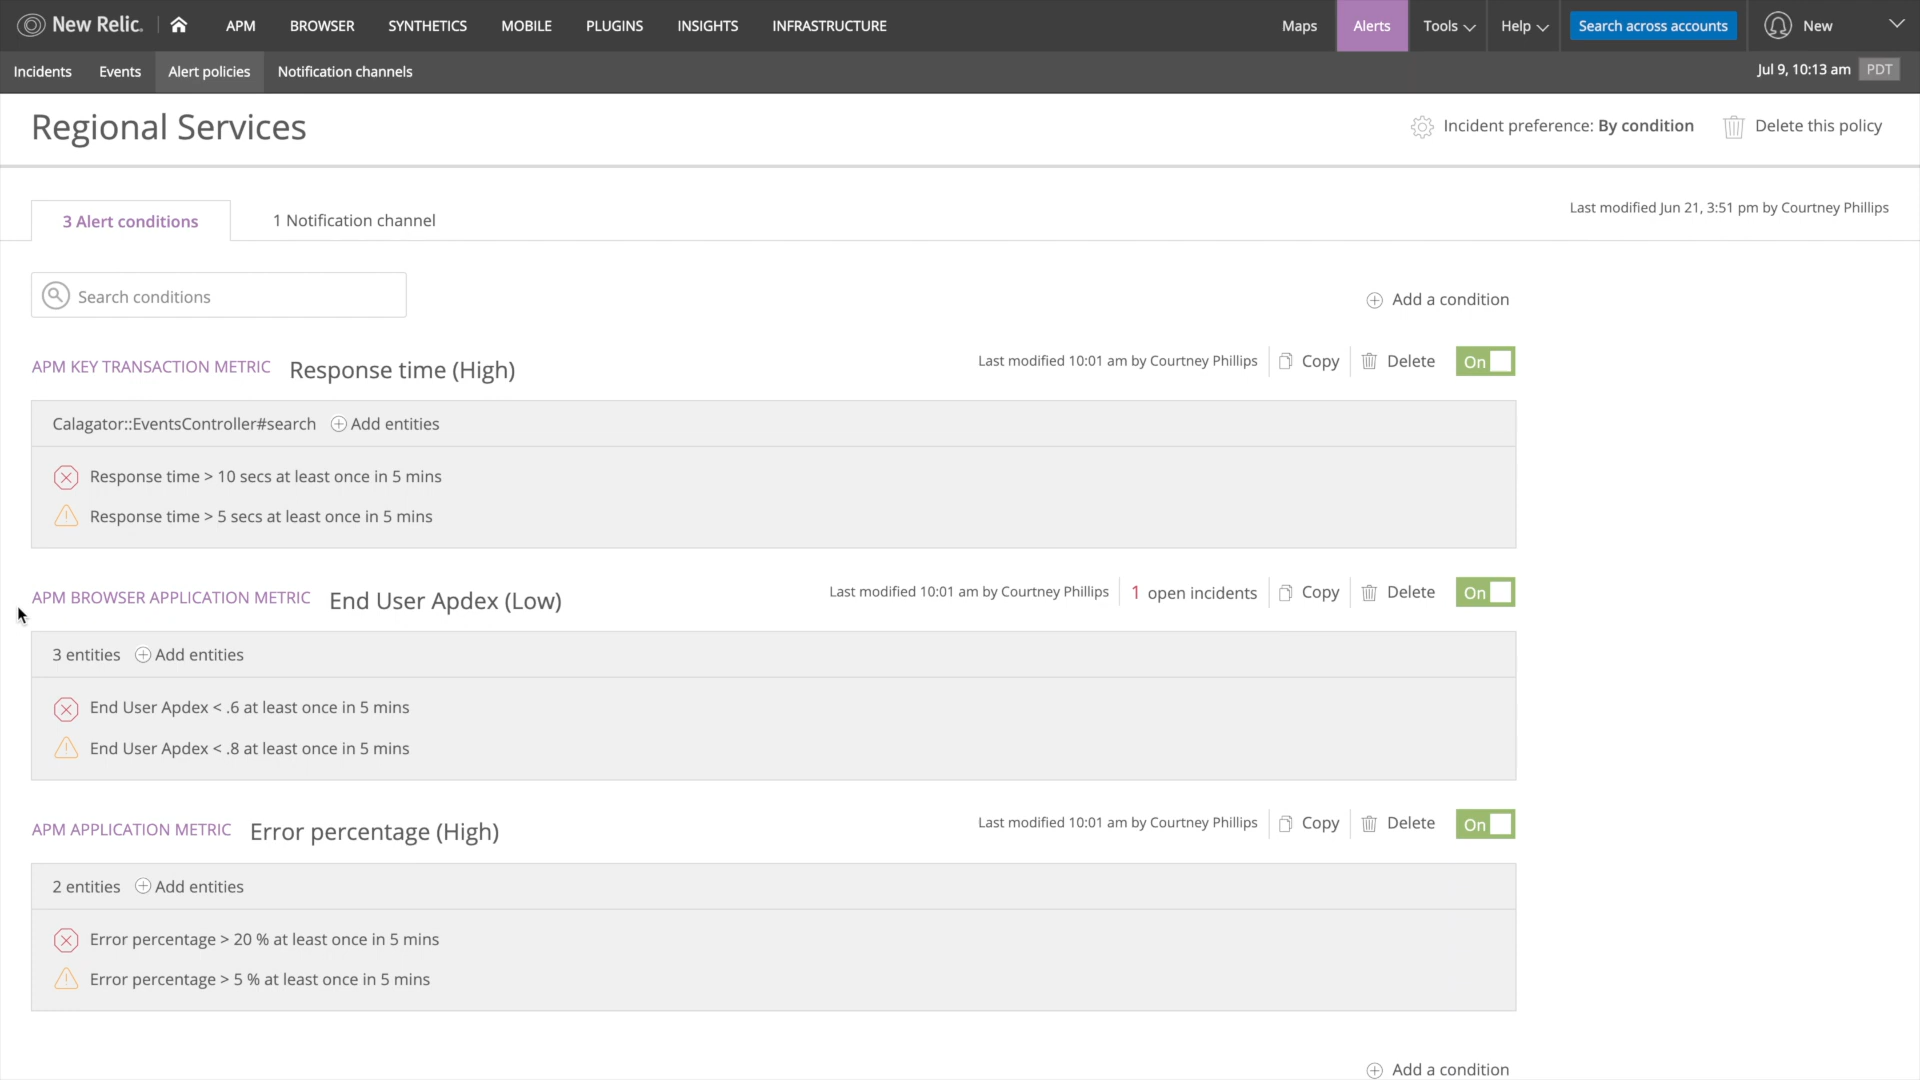 New Relic. APM BROWSER SYNTHETICS MOBILE PLUGINS INSIGHTS INFRASTRUCTURE Maps Alerts Tools Help Search across accounts New
Incidents Events Alert policies Notification channels Jul 9, 10:13 am PDT
Regional Services Incident preference: By condition Delete this policy
3 Alert conditions 1 Notification channel Last modified Jun 21, 3:51 pm by Courtney Phillips
Search conditions Add a condition
APM KEY TRANSACTION METRIC Response time (High) Last modified 10:01 am by Courtney Phillips Copy Delete On
Calagator::EventsController#search Add entities
Response time > 10 secs at least once in 5 mins
Response time > 5 secs at least once in 5 mins
APM BROWSER APPLICATION METRIC End User Apdex (Low) Last modified 10:01 am by Courtney Phillips 1 open incidents Copy Delete On
3 entities Add entities
End User Apdex < .6 at least once in 5 mins
End User Apdex < .8 at least once in 5 mins
APM APPLICATION METRIC Error percentage (High) Last modified 10:01 am by Courtney Phillips Copy Delete On
2 entities Add entities
Error percentage > 20 % at least once in 5 mins
Error percentage > 5 % at least once in 5 mins
Add a condition